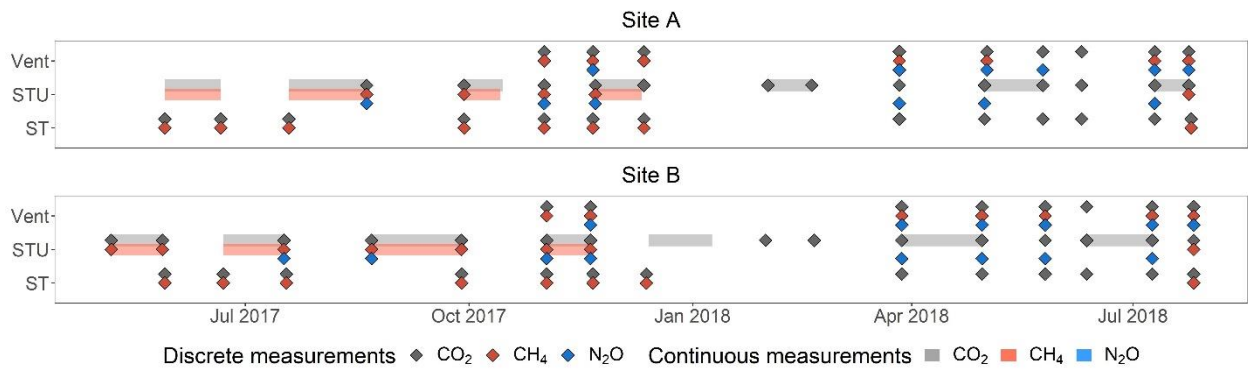 Site A
Vent
STU
ST
Site B
Vent
STU
ST
Jul 2017 Oct 2017 Jan 2018 Apr 2018 Jul 2018
Discrete measurements CO₂ CH₄ N₂O Continuous measurements CO₂ CH₄ N₂O